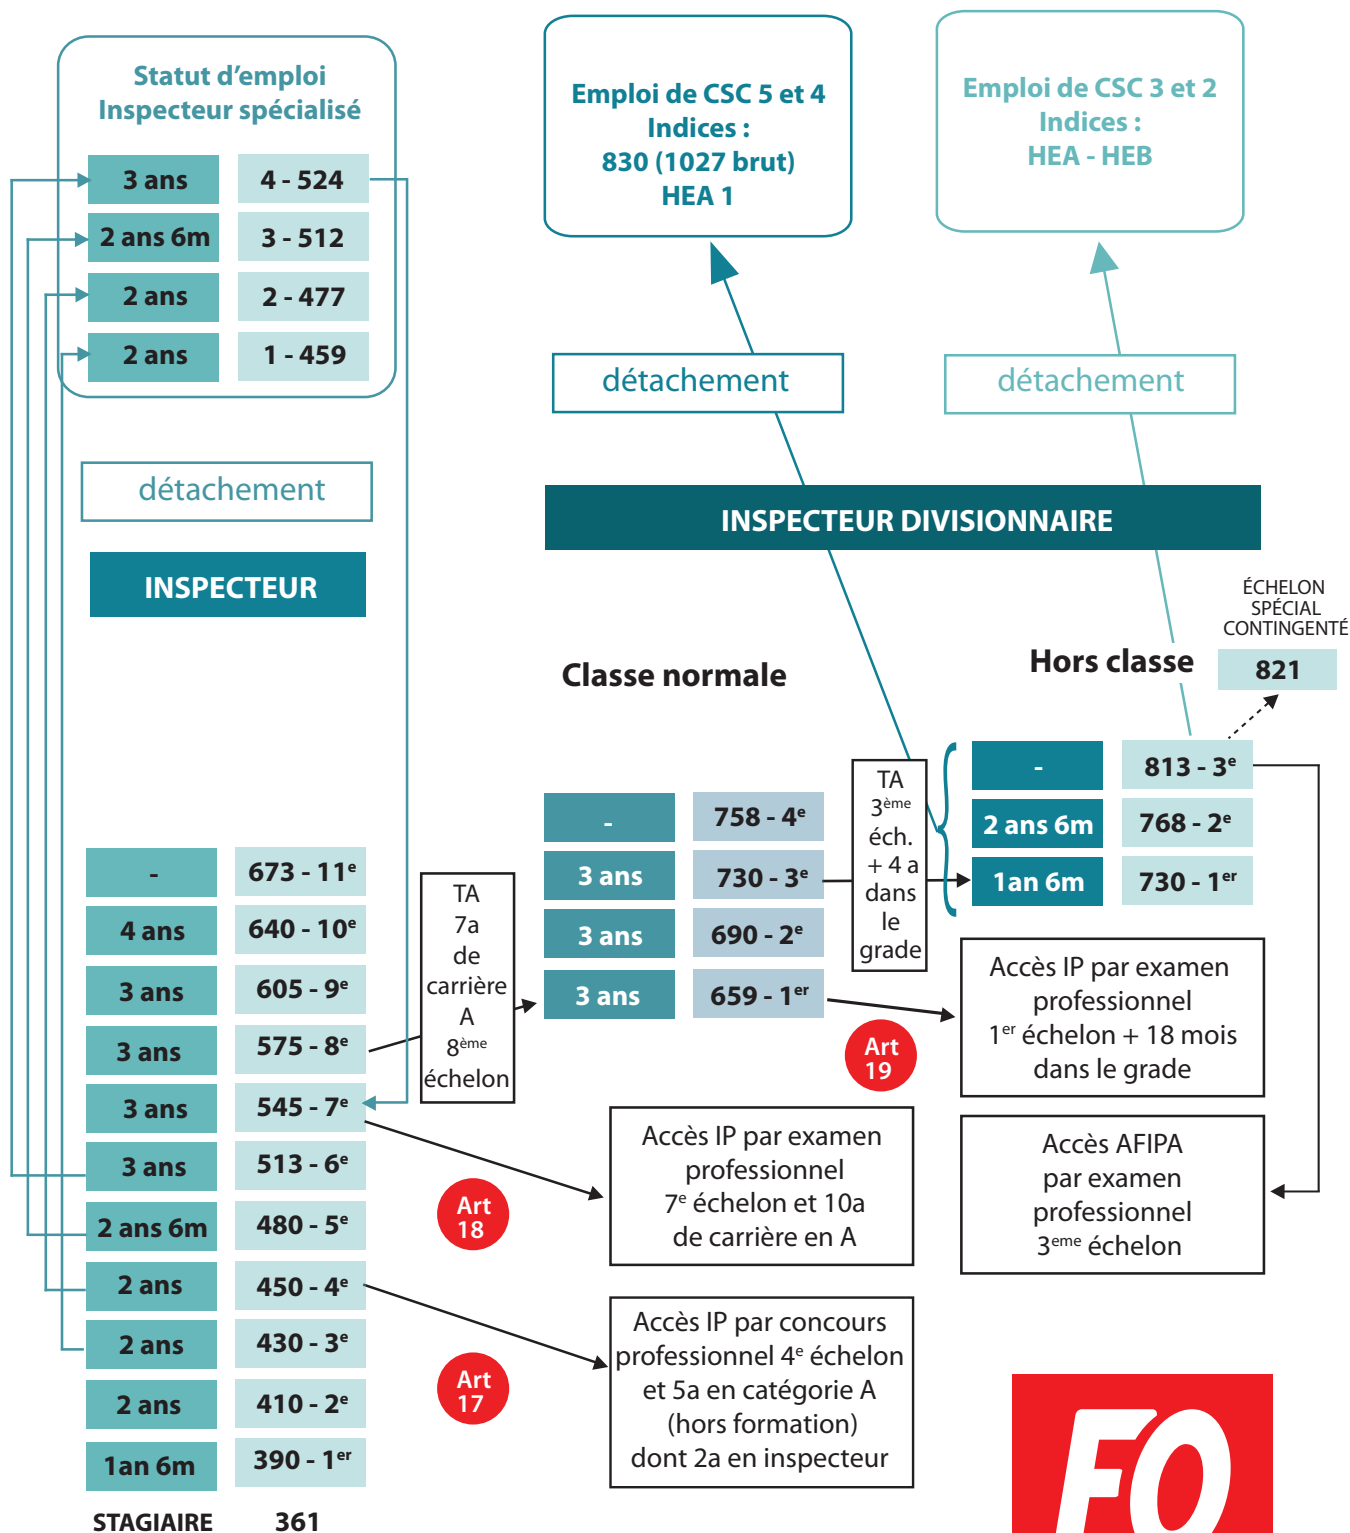 Statut d'emploi
Inspecteur spécialisé
3 ans 4 - 524
2 ans 6m 3 - 512
2 ans 2 - 477
2 ans 1 - 459
détachement
INSPECTEUR
- 673 - 11e
4 ans 640 - 10e
3 ans 605 - 9e
3 ans 575 - 8e
3 ans 545 - 7e
3 ans 513 - 6e
2 ans 6m 480 - 5e
2 ans 450 - 4e
2 ans 430 - 3e
2 ans 410 - 2e
1an 6m 390 - 1er
STAGIAIRE 361
Emploi de CSC 5 et 4
Indices :
830 (1027 brut)
HEA 1
détachement
Emploi de CSC 3 et 2
Indices :
HEA - HEB
détachement
INSPECTEUR DIVISIONNAIRE
TA
7a
de
carrière
A
8ème
échelon
Classe normale
- 758 - 4e
3 ans 730 - 3e
3 ans 690 - 2e
3 ans 659 - 1er
TA
3ème
éch.
+ 4 a
dans
le
grade
Hors classe
ÉCHELON
SPÉCIAL
CONTINGENTÉ
821
- 813 - 3e
2 ans 6m 768 - 2e
1an 6m 730 - 1er
Art
19
Accès IP par examen
professionnel
1er échelon + 18 mois
dans le grade
Accès AFIPA
par examen
professionnel
3eme échelon
Art
18
Accès IP par examen
professionnel
7e échelon et 10a
de carrière en A
Art
17
Accès IP par concours
professionnel 4e échelon
et 5a en catégorie A
(hors formation)
dont 2a en inspecteur
FO